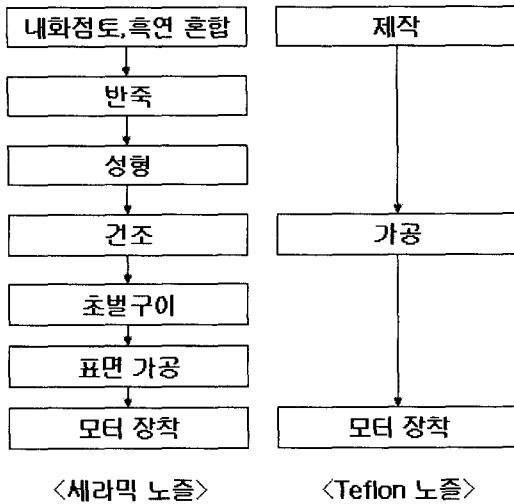 내화점토,흑연 혼합
반죽
성형
건조
초벌구이
표면 가공
모터 장착
<세라믹 노즐>
제작
가공
모터 장착
<Teflon 노즐>